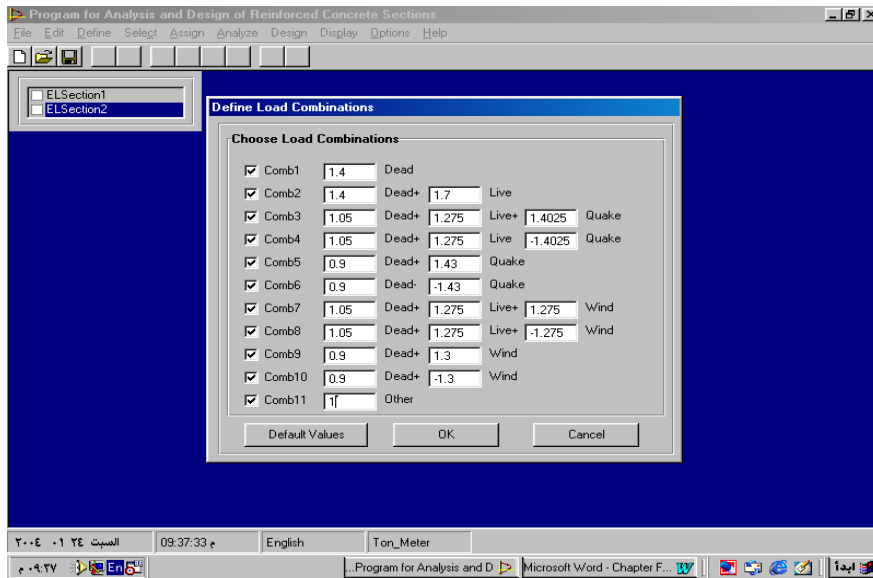 Program for Analysis and Design of Reinforced Concrete Sections
File Edit Define Select Assign Analyze Design Display Options Help
ELSection1
ELSection2
Define Load Combinations
Choose Load Combinations
Comb1 1.4 Dead
Comb2 1.4 Dead+ 1.7 Live
Comb3 1.05 Dead+ 1.275 Live+ 1.4025 Quake
Comb4 1.05 Dead+ 1.275 Live -1.4025 Quake
Comb5 0.9 Dead+ 1.43 Quake
Comb6 0.9 Dead- -1.43 Quake
Comb7 1.05 Dead+ 1.275 Live+ 1.275 Wind
Comb8 1.05 Dead+ 1.275 Live+ -1.275 Wind
Comb9 0.9 Dead+ 1.3 Wind
Comb10 0.9 Dead+ -1.3 Wind
Comb11 1 Other
Default Values OK Cancel
السبت ٢٤ ٠١ ٢٠٠٤ 09:37:33 م English Ton_Meter
٠٩:٣٧ م En ...Program for Analysis and D Microsoft Word - Chapter F... ابدأ